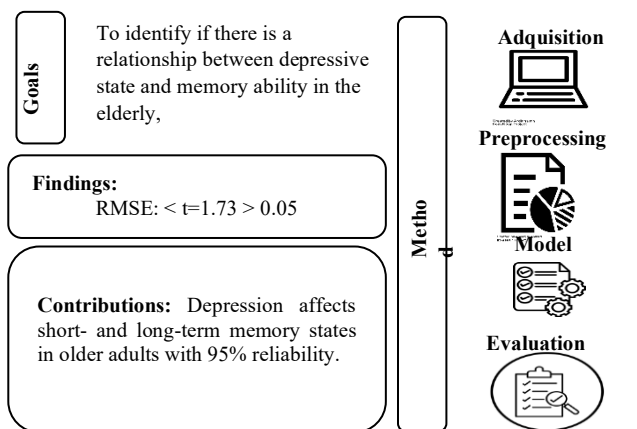 Goals
To identify if there is a
relationship between depressive
state and memory ability in the
elderly,
Findings:
RMSE: < t=1.73 > 0.05
Contributions: Depression affects
short- and long-term memory states
in older adults with 95% reliability.
Metho
d
Adquisition
Preprocessing
Model
Evaluation